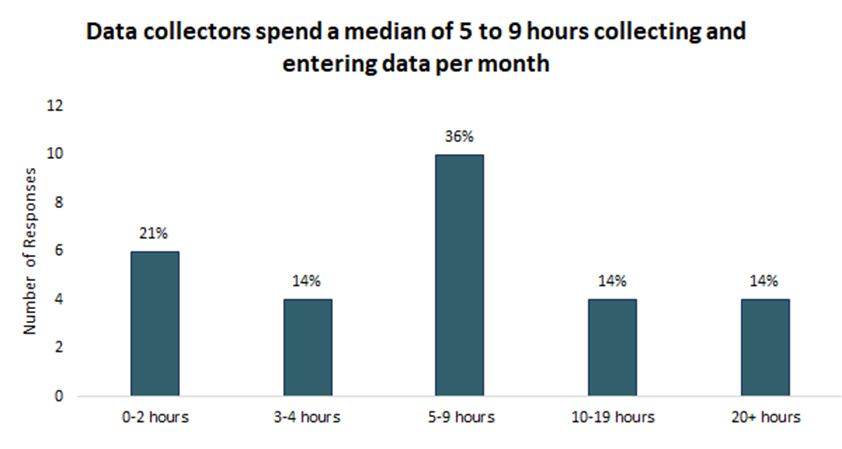 Data collectors spend a median of 5 to 9 hours collecting and
entering data per month
12
10
8
6
4
2
0
Number of Responses
21%
14%
36%
14%
14%
0-2 hours
3-4 hours
5-9 hours
10-19 hours
20+ hours